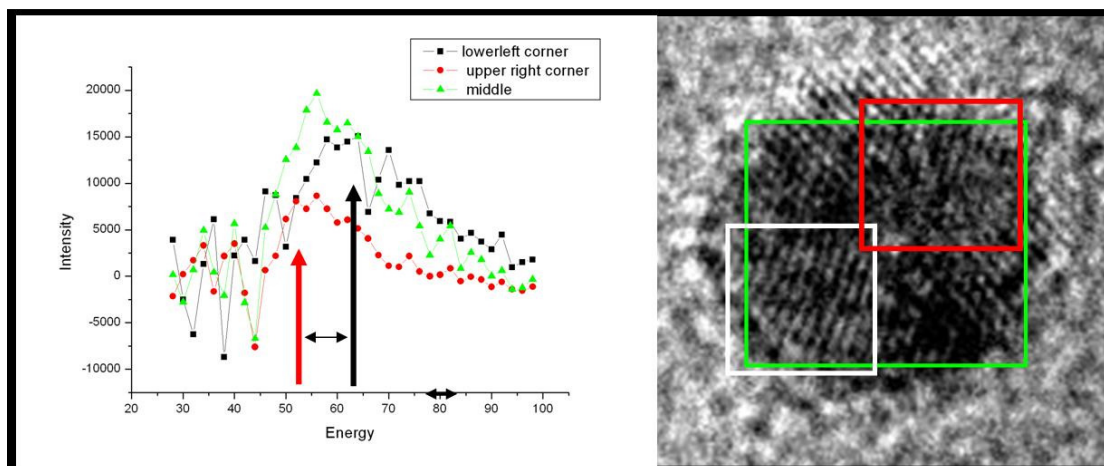 lowerleft corner
upper right corner
middle
20000
15000
10000
5000
0
-5000
-10000
Intensity
20 30 40 50 60 70 80 90 100
Energy